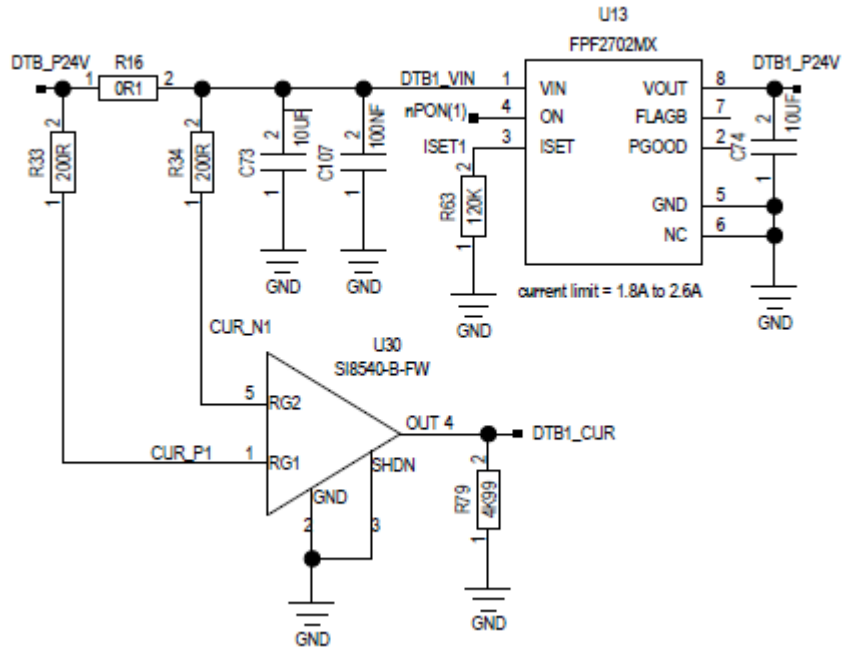 U13
FPF2702MX
DTB_P24V
R16
1 0R1 2
DTB1_VIN
1 VIN
VOUT 8
DTB1_P24V
nPON(1)
4 ON
FLAGB 7
ISET1
3 ISET
PGOOD 2
GND 5
NC 6
2
R33
200R
1
2
R34
200R
1
2
C73
10UF
1
GND
2
C107
100NF
1
GND
2
R63
120K
1
GND
2
C74
10UF
1
GND
current limit = 1.8A to 2.6A
CUR_N1
U30
SI8540-B-FW
5 RG2
CUR_P1
1 RG1
OUT 4
DTB1_CUR
SHDN
GND
2
3
GND
2
R79
4K99
1
GND